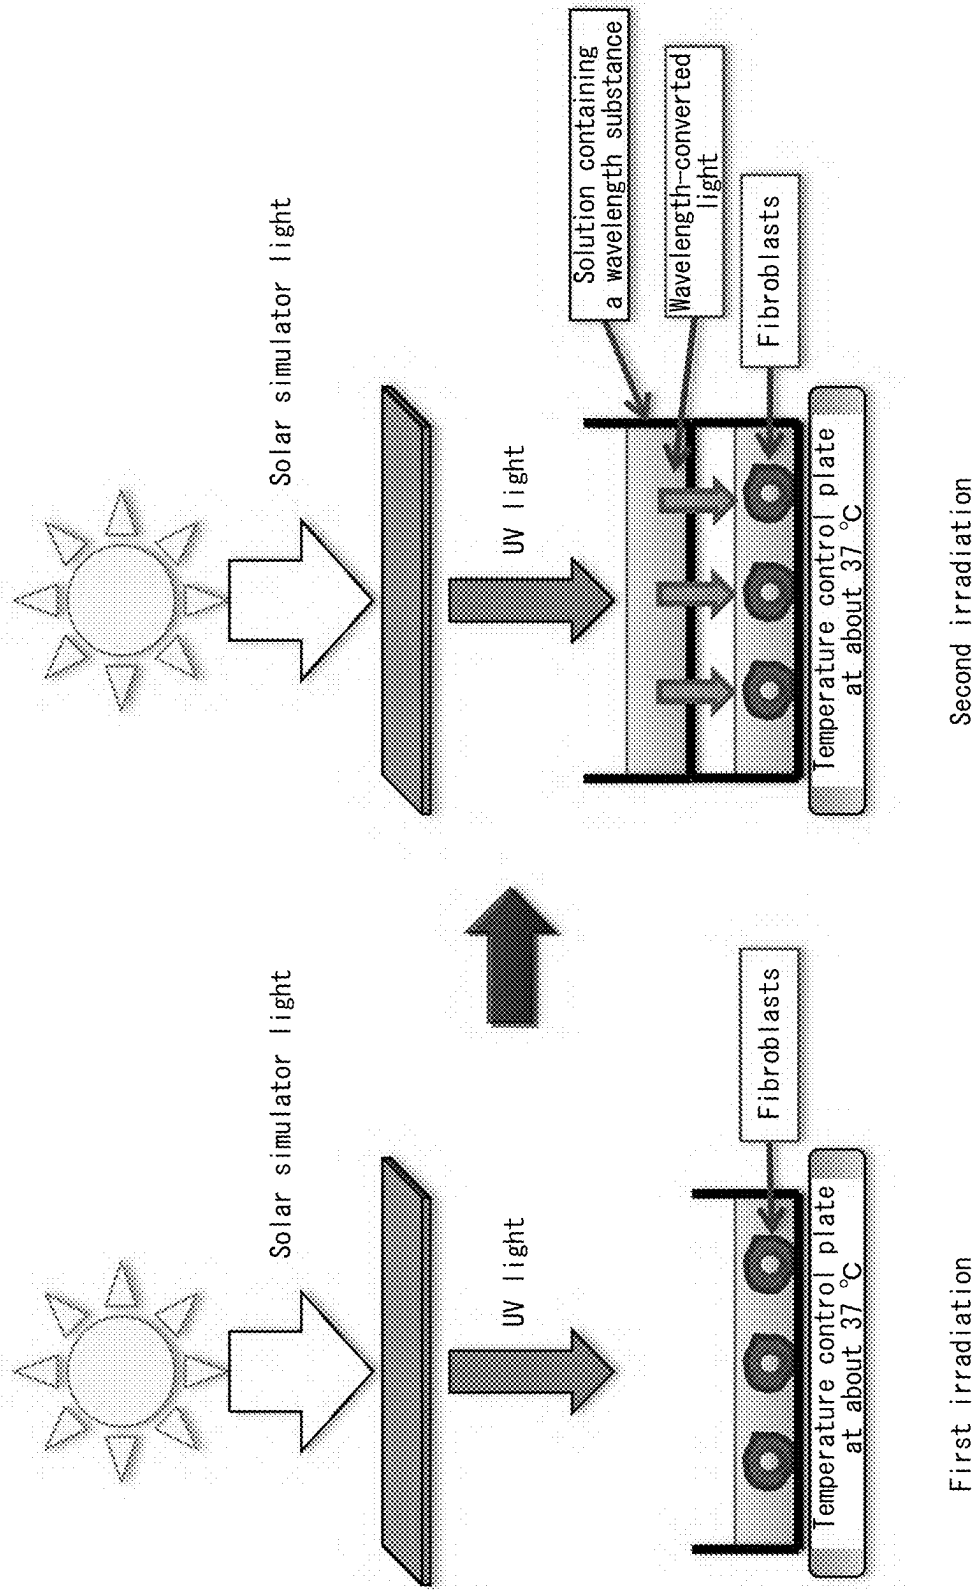 Solar simulator light
UV light
Fibroblasts
Temperature control plate
at about 37 °C
First irradiation
Solar simulator light
UV light
Solution containing
a wavelength substance
Wavelength-converted
light
Fibroblasts
Temperature control plate
at about 37 °C
Second irradiation